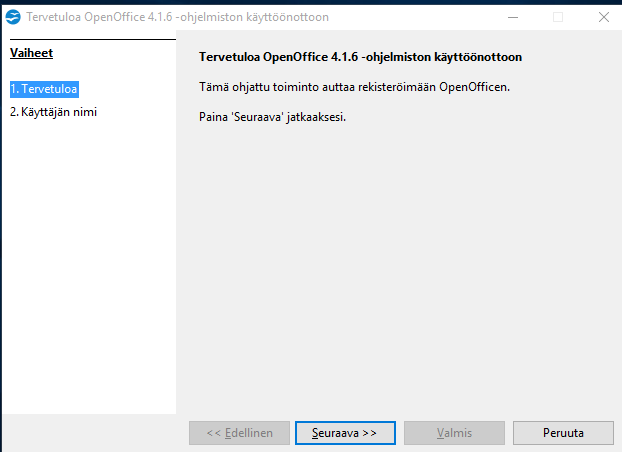 Tervetuloa OpenOffice 4.1.6 -ohjelmiston käyttöönottoon
Vaiheet
1. Tervetuloa
2. Käyttäjän nimi
Tervetuloa OpenOffice 4.1.6 -ohjelmiston käyttöönottoon
Tämä ohjattu toiminto auttaa rekisteröimään OpenOfficen.
Paina 'Seuraava' jatkaaksesi.
<< Edellinen Seuraava >> Valmis Peruuta